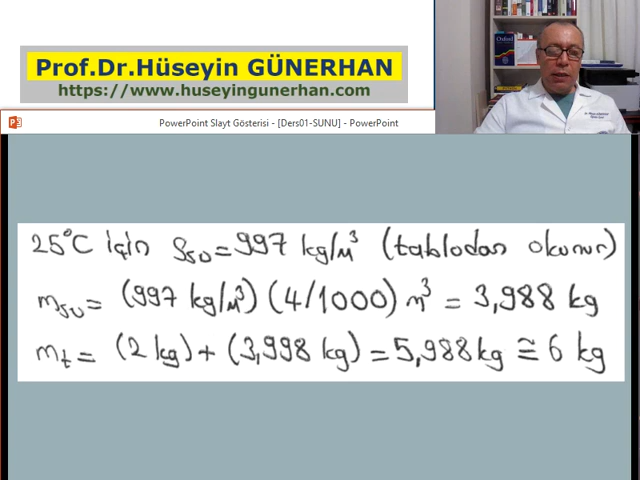 Prof.Dr.Hüseyin GÜNERHAN
https://www.huseyingunerhan.com
Oxford
PowerPoint Slayt Gösterisi - [Ders01-SUNU] - PowerPoint
25°C için ρsu = 997 kg/m³ (tablodan okunur)
msu = (997 kg/m³) (4/1000) m³ = 3,988 kg
mt = (2 kg) + (3,998 kg) = 5,988 kg ≅ 6 kg